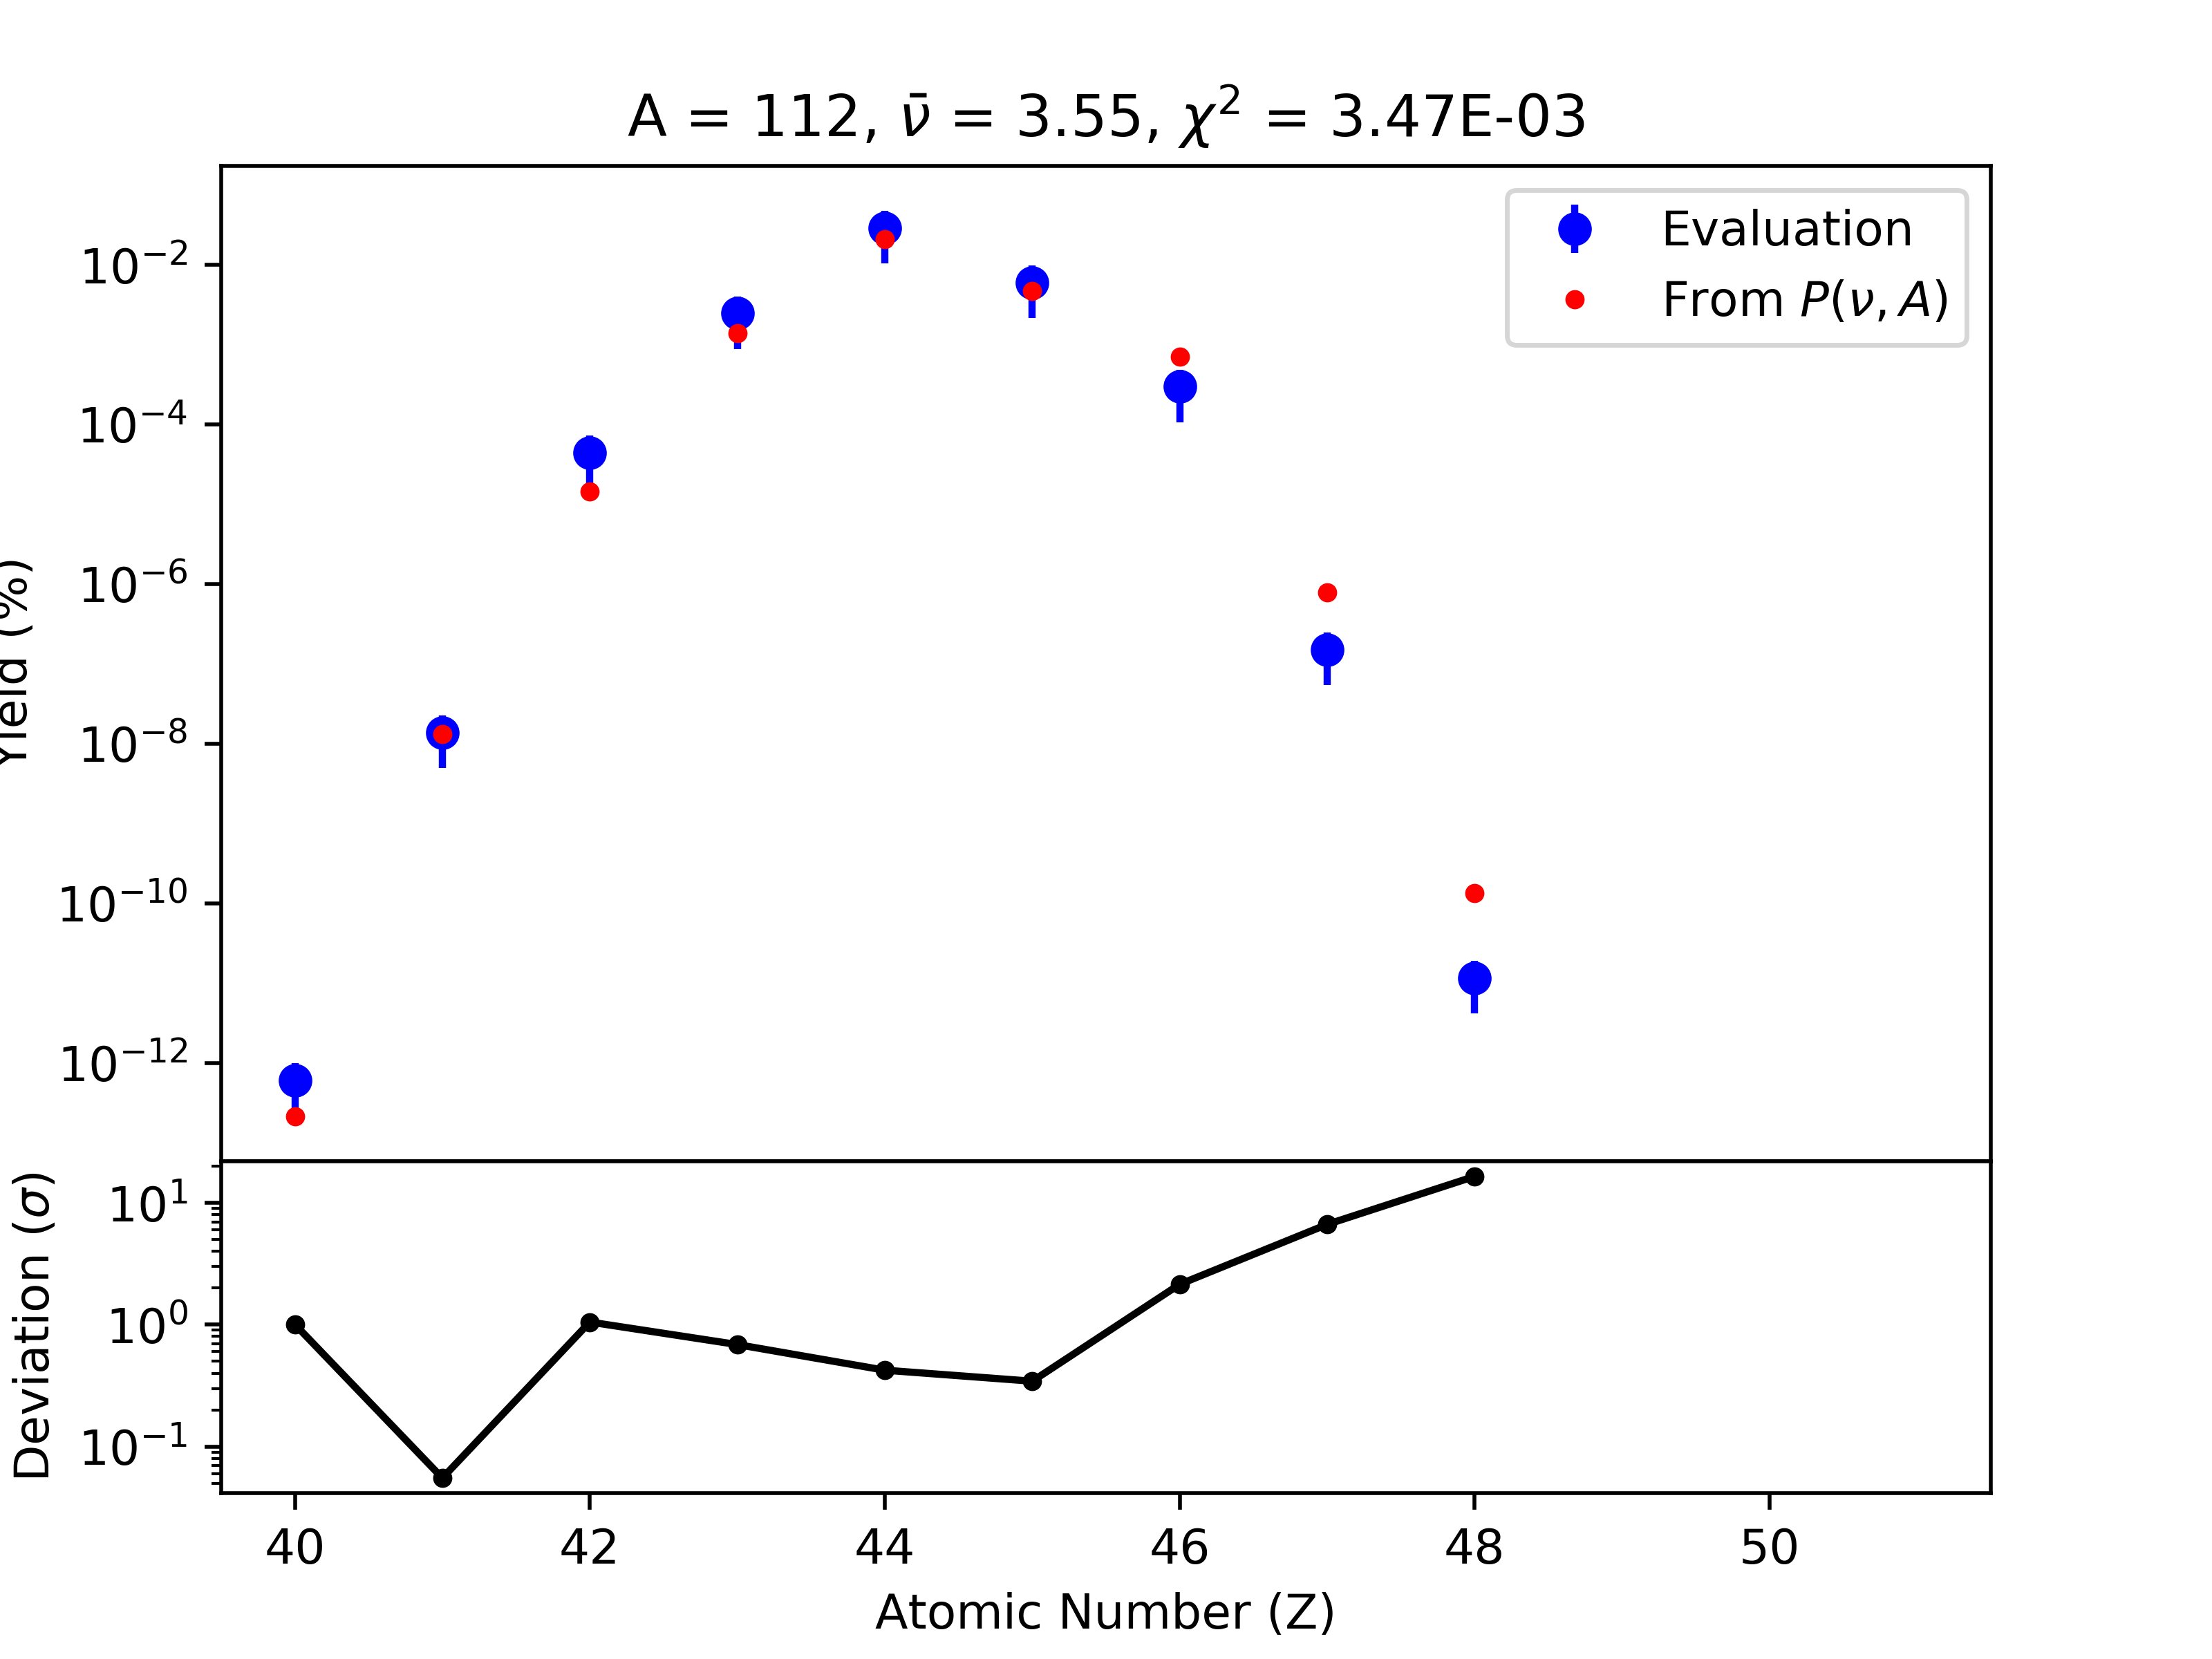 A = 112, ν̄ = 3.55, χ² = 3.47E-03
Evaluation
From P(ν, A)
Yield (%)
10⁻²
10⁻⁴
10⁻⁶
10⁻⁸
10⁻¹⁰
10⁻¹²
Deviation (σ)
10¹
10⁰
10⁻¹
40 42 44 46 48 50
Atomic Number (Z)